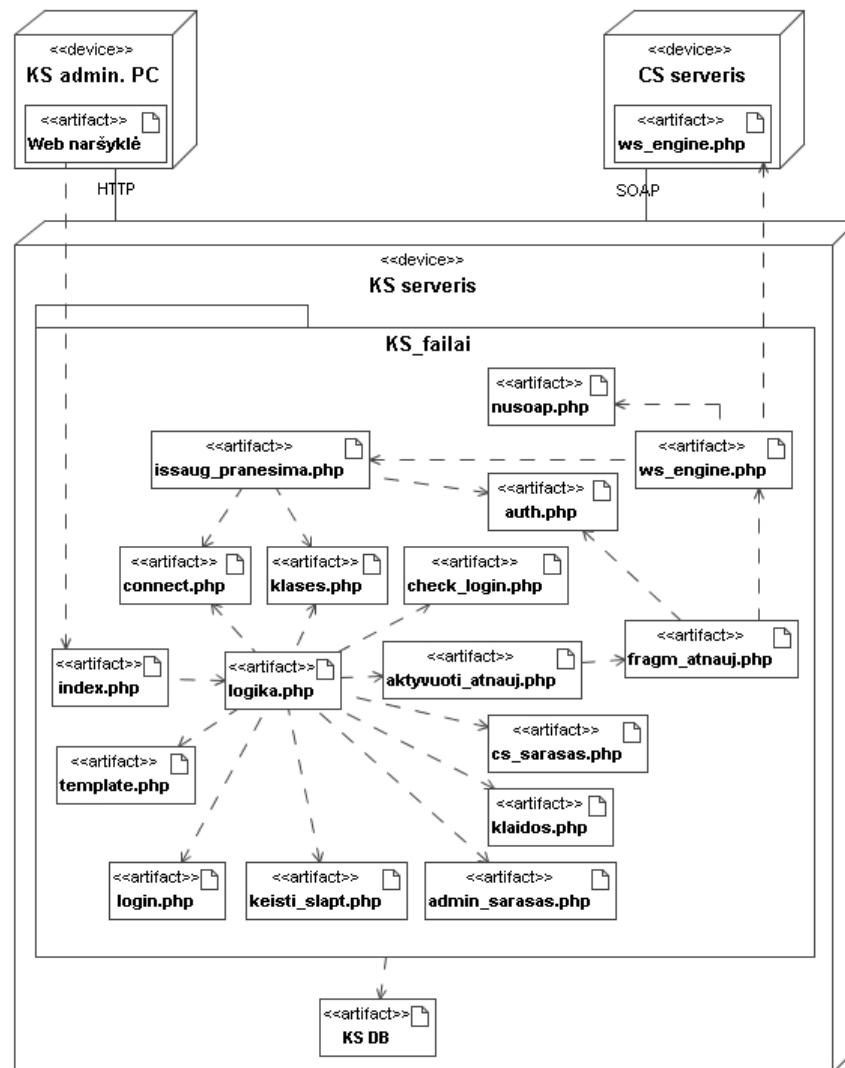 <<device>>
KS admin. PC
<<artifact>>
Web naršyklė
<<device>>
CS serveris
<<artifact>>
ws_engine.php
HTTP
SOAP
<<device>>
KS serveris
KS_failai
<<artifact>>
nusoap.php
<<artifact>>
issaug_pranesima.php
<<artifact>>
ws_engine.php
<<artifact>>
auth.php
<<artifact>>
connect.php
<<artifact>>
klases.php
<<artifact>>
check_login.php
<<artifact>>
index.php
<<artifact>>
logika.php
<<artifact>>
aktyvuoti_atnauj.php
<<artifact>>
fragm_atnauj.php
<<artifact>>
template.php
<<artifact>>
cs_sarasas.php
<<artifact>>
klaidos.php
<<artifact>>
login.php
<<artifact>>
keisti_slapt.php
<<artifact>>
admin_sarasas.php
<<artifact>>
KS DB